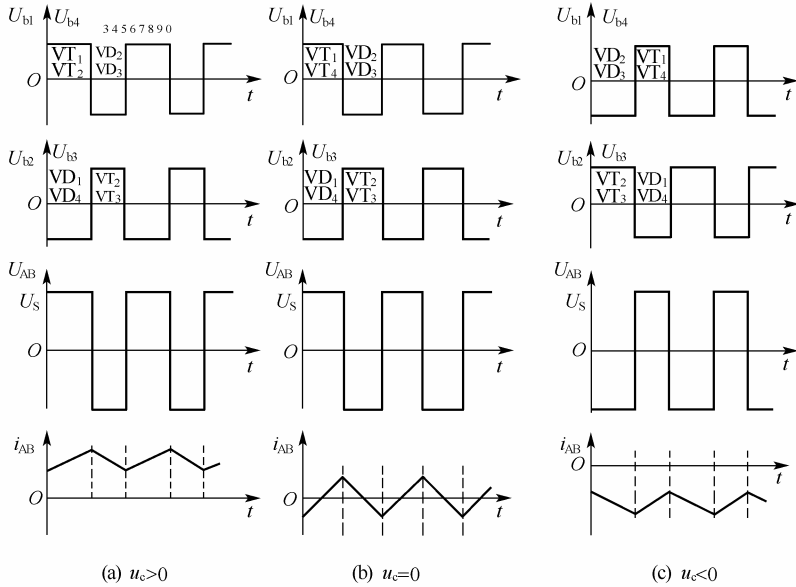 U_b1 U_b4 3 4 5 6 7 8 9 0
VT₁ VD₂
VT₂ VD₃
O
t
U_b2 U_b3
VD₁ VT₂
VD₄ VT₃
O
t
U_AB
U_S
O
t
i_AB
O
t
(a) u_c>0
U_b1 U_b4
VT₁ VD₂
VT₄ VD₃
O
t
U_b2 U_b3
VD₁ VT₂
VD₄ VT₃
O
t
U_AB
U_S
O
t
i_AB
O
t
(b) u_c=0
U_b1 U_b4
VD₂ VT₁
VD₃ VT₄
O
t
U_b2 U_b3
VT₂ VD₁
VT₃ VD₄
O
t
U_AB
U_S
O
t
i_AB
O
t
(c) u_c<0